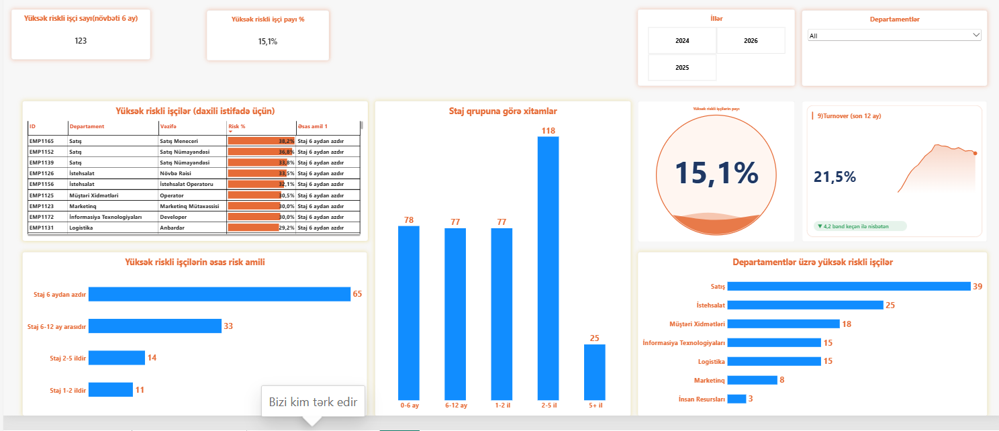 Yüksək riskli işçi sayı(növbəti 6 ay)
123
Yüksək riskli işçi payı %
15,1%
İllər
2024
2026
2025
Departamentlər
All
Yüksək riskli işçilər (daxili istifadə üçün)
ID Departament Vəzifə Risk % Əsas amil 1
EMP1165 Satış Satış Meneceri 38,2% Staj 6 aydan azdır
EMP1152 Satış Satış Nümayəndəsi 36,8% Staj 6 aydan azdır
EMP1139 Satış Satış Nümayəndəsi 33,8% Staj 6 aydan azdır
EMP1126 İstehsalat Növbə Rəisi 33,5% Staj 6 aydan azdır
EMP1156 İstehsalat İstehsalat Operatoru 32,1% Staj 6 aydan azdır
EMP1125 Müştəri Xidmətləri Operator 30,5% Staj 6 aydan azdır
EMP1123 Marketinq Marketinq Mütəxəssisi 30,0% Staj 6 aydan azdır
EMP1172 İnformasiya Texnologiyaları Developer 30,0% Staj 6 aydan azdır
EMP1131 Logistika Anbardar 29,2% Staj 6 aydan azdır
Staj qrupuna görə xitamlar
118
78
77
77
25
0-6 ay
6-12 ay
1-2 il
2-5 il
5+ il
Yüksək riskli işçilərin payı
15,1%
9)Turnover (son 12 ay)
21,5%
▼ 4,2 bənd keçən ilə nisbətən
Yüksək riskli işçilərin əsas risk amili
Staj 6 aydan azdır 65
Staj 6-12 ay arasıdır 33
Staj 2-5 ildir 14
Staj 1-2 ildir 11
Bizi kim tərk edir
Departamentlər üzrə yüksək riskli işçilər
Satış 39
İstehsalat 25
Müştəri Xidmətləri 18
İnformasiya Texnologiyaları 15
Logistika 15
Marketinq 8
İnsan Resursları 3